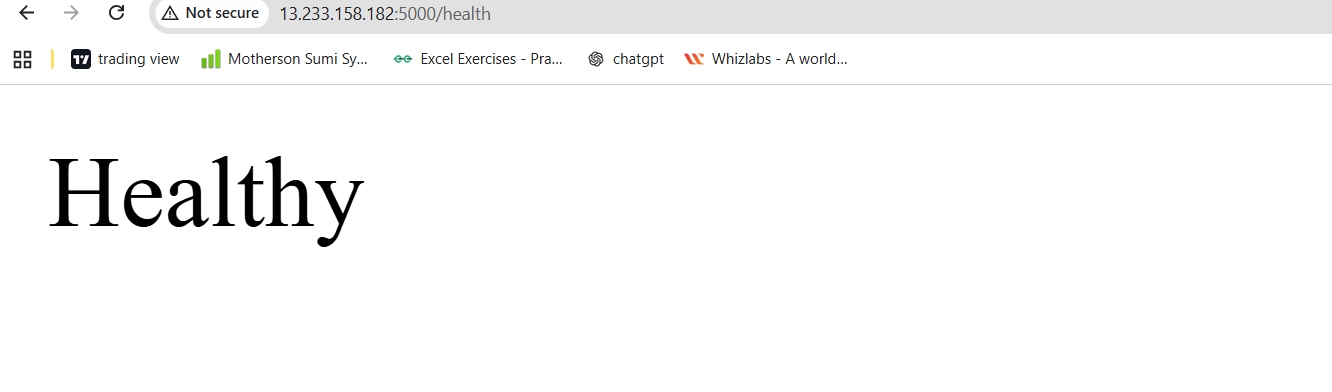 Not secure 13.233.158.182:5000/health
trading view Motherson Sumi Sy... Excel Exercises - Pra... chatgpt Whizlabs - A world...
Healthy